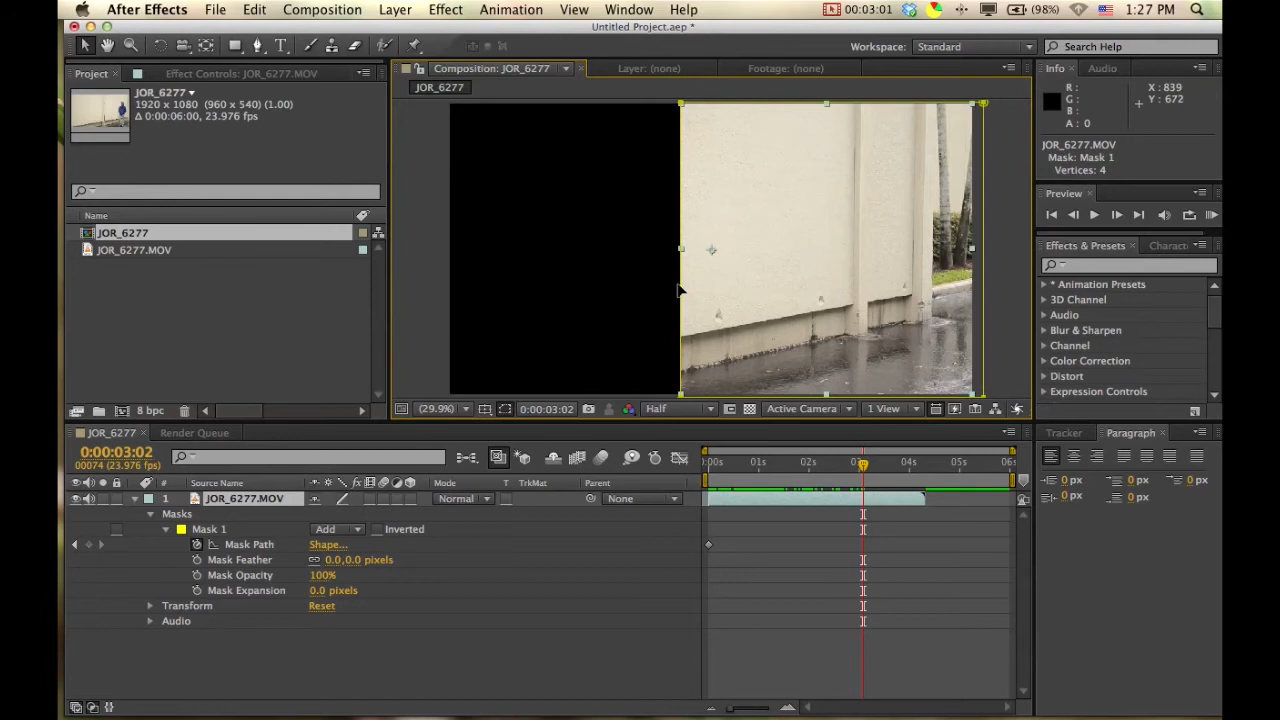 After Effects File Edit Composition Layer Effect Animation View Window Help 00:03:01 (98%) 1:27 PM
Untitled Project.aep *
Workspace: Standard Search Help
Project Effect Controls: JOR_6277.MOV
Composition: JOR_6277 Layer: (none) Footage: (none)
Info Audio
JOR_6277
JOR_6277
1920 x 1080 (960 x 540) (1.00)
Δ 0:00:06:00, 23.976 fps
R :
G :
B :
A : 0
X : 839
Y : 672
JOR_6277.MOV
Mask: Mask 1
Vertices: 4
Preview
Name
JOR_6277
JOR_6277.MOV
Effects & Presets Charact
* Animation Presets
3D Channel
Audio
Blur & Sharpen
Channel
Color Correction
Distort
Expression Controls
8 bpc
(29.9%) 0:00:03:02 Half Active Camera 1 View
JOR_6277 Render Queue
Tracker Paragraph
0:00:03:02
00074 (23.976 fps)
):00s 01s 02s 04s 05s 06s
# Source Name fx Mode T TrkMat Parent
1 JOR_6277.MOV Normal None
Masks
Mask 1 Add Inverted
Mask Path Shape...
Mask Feather 0.0,0.0 pixels
Mask Opacity 100%
Mask Expansion 0.0 pixels
Transform Reset
Audio
0 px 0 px 0 px
0 px 0 px